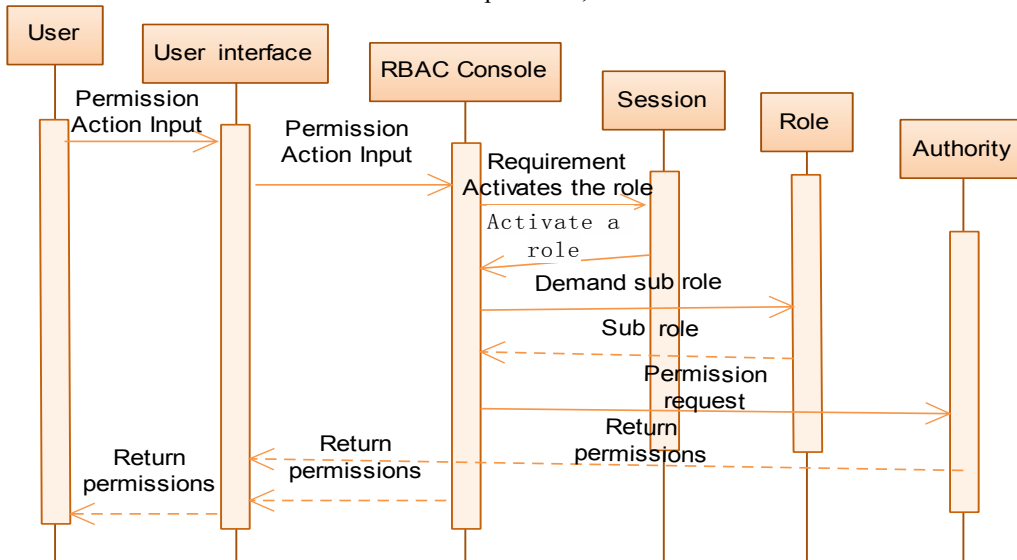 User
User interface
RBAC Console
Session
Role
Authority
Permission
Action Input
Permission
Action Input
Requirement
Activates the role
Activate a
role
Demand sub role
Sub role
Permission
request
Return
permissions
Return
permissions
Return
permissions